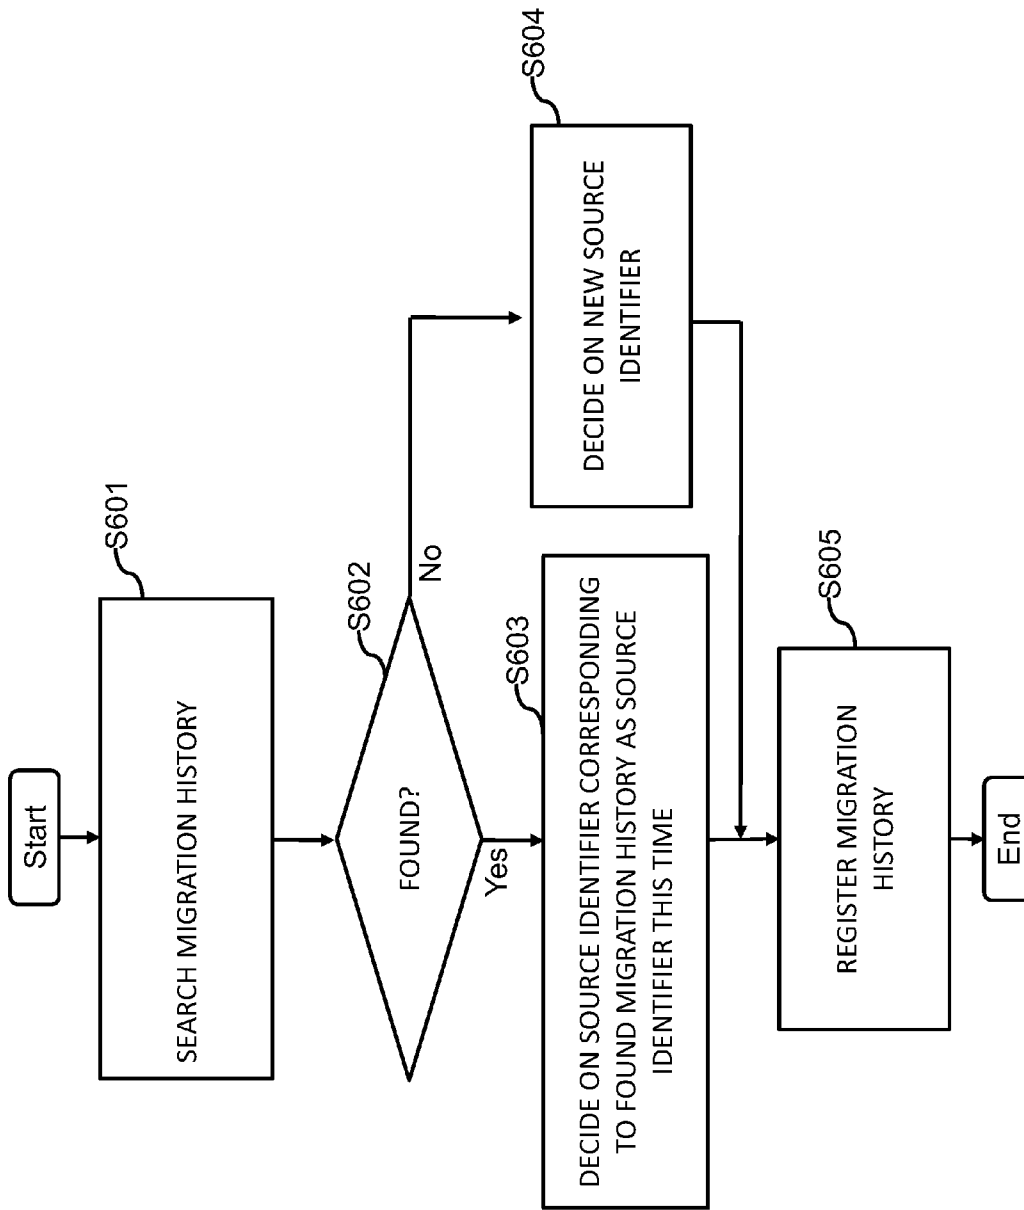 Start
S601
SEARCH MIGRATION HISTORY
S602
FOUND?
No
Yes
S603
DECIDE ON SOURCE IDENTIFIER CORRESPONDING
TO FOUND MIGRATION HISTORY AS SOURCE
IDENTIFIER THIS TIME
S604
DECIDE ON NEW SOURCE
IDENTIFIER
S605
REGISTER MIGRATION
HISTORY
End